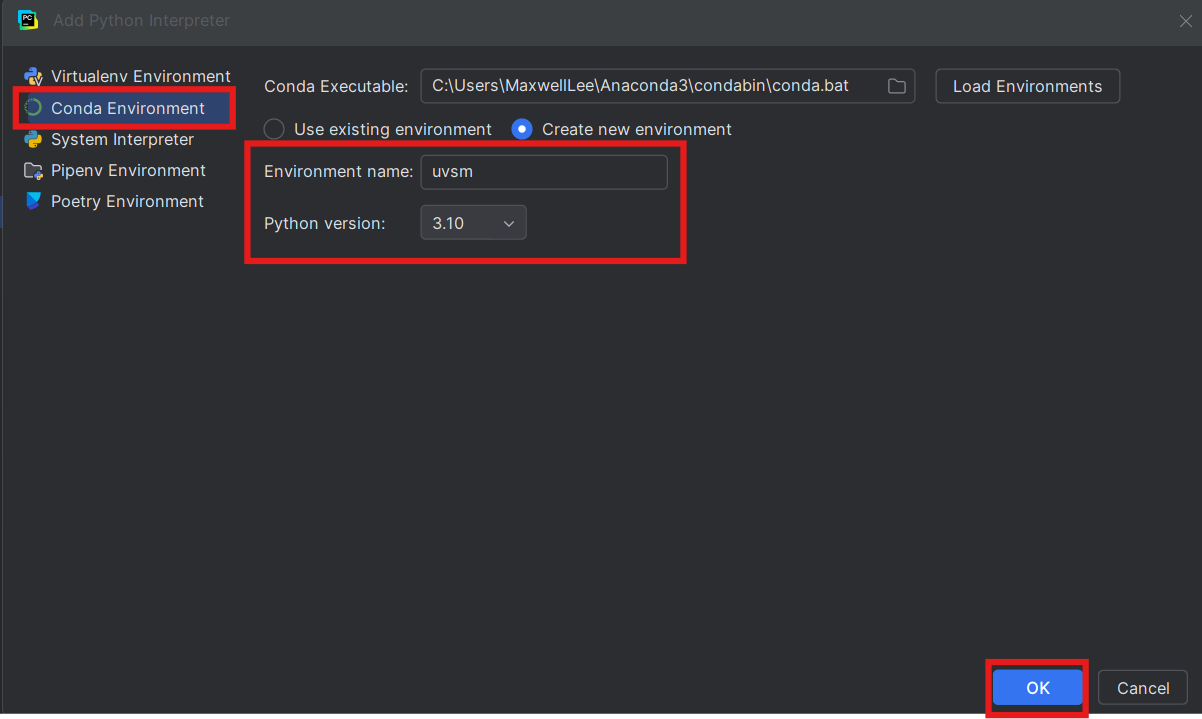 PC
Add Python Interpreter
Virtualenv Environment
Conda Environment
System Interpreter
Pipenv Environment
Poetry Environment
Conda Executable: C:\Users\MaxwellLee\Anaconda3\condabin\conda.bat Load Environments
Use existing environment Create new environment
Environment name: uvsm
Python version: 3.10
OK Cancel